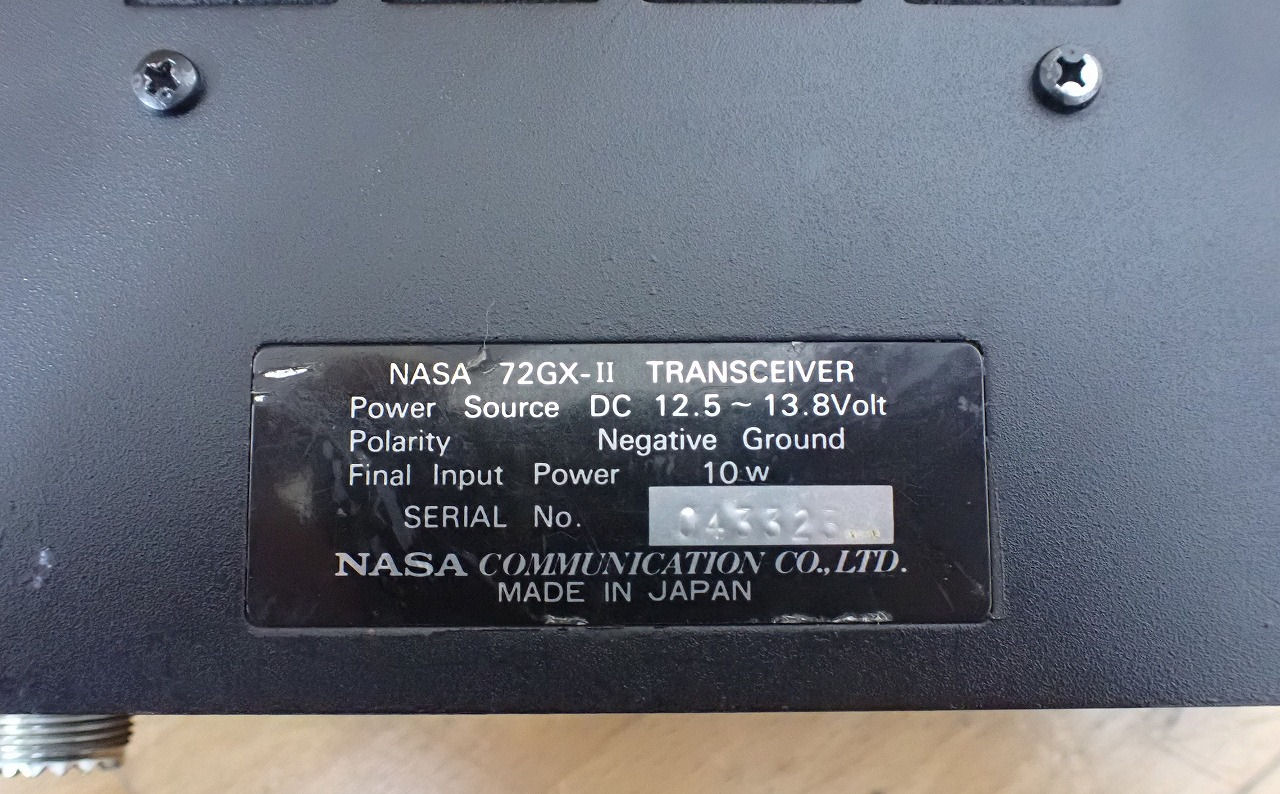 NASA 72GX-II TRANSCEIVER
Power Source DC 12.5 ~ 13.8Volt
Polarity Negative Ground
Final Input Power 10w
SERIAL No. 043325
NASA COMMUNICATION CO.,LTD.
MADE IN JAPAN